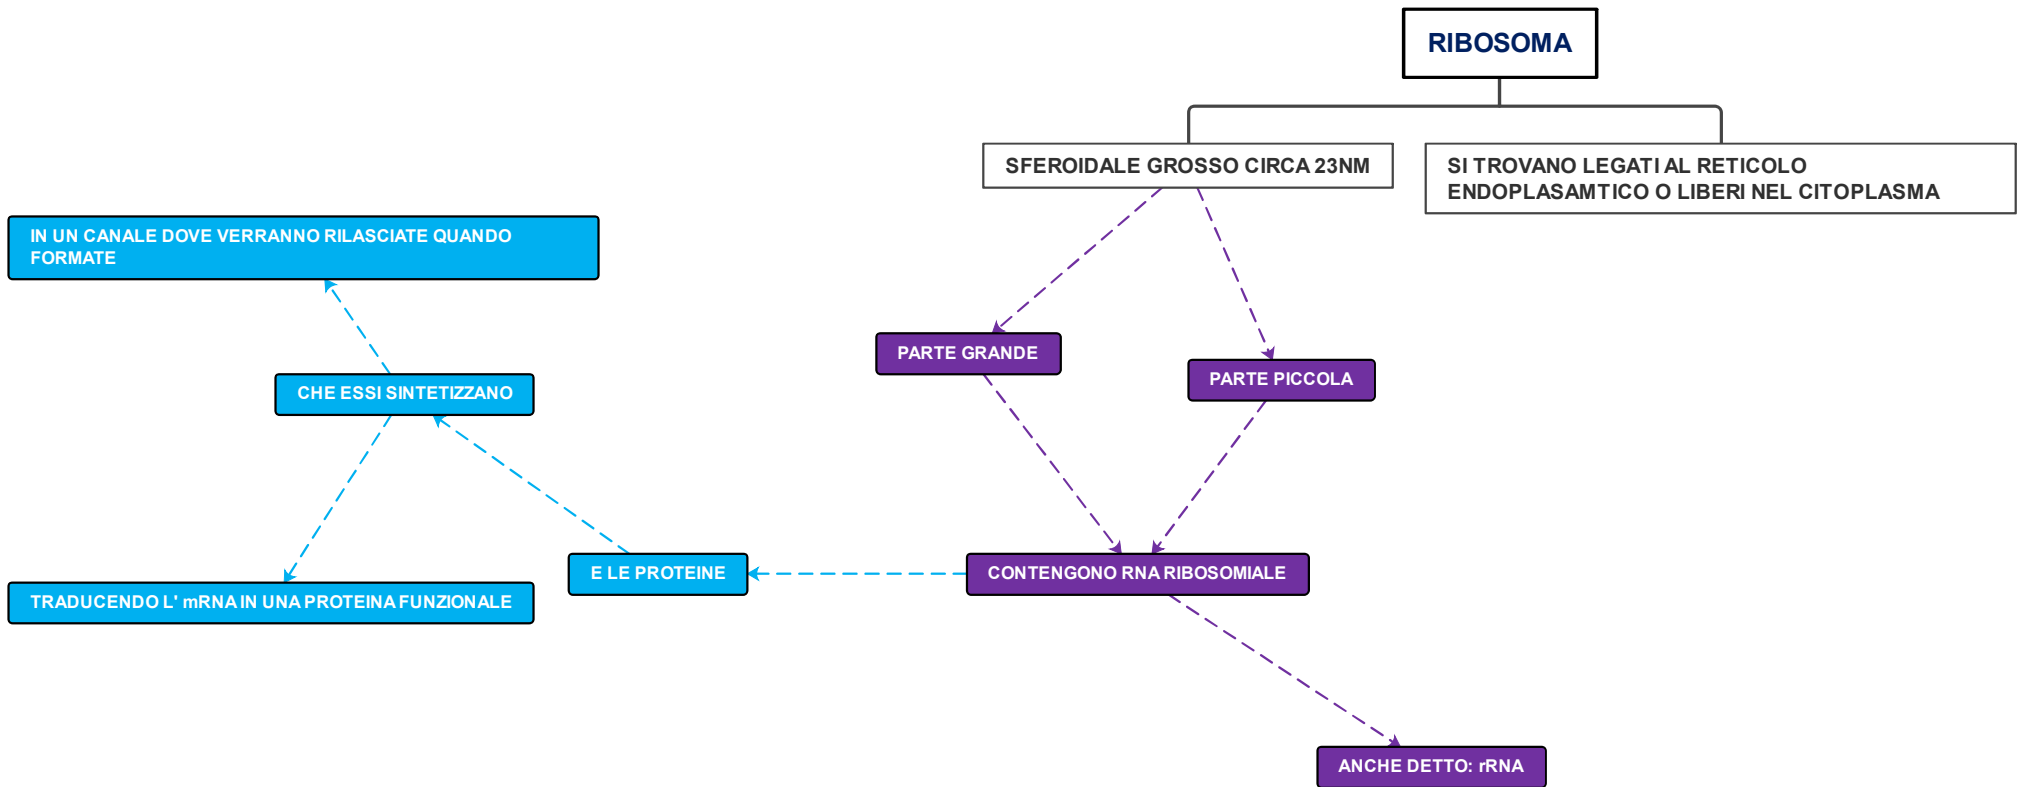 RIBOSOMA
SFEROIDALE GROSSO CIRCA 23NM
SI TROVANO LEGATI AL RETICOLO
ENDOPLASAMTICO O LIBERI NEL CITOPLASMA
IN UN CANALE DOVE VERRANNO RILASCIATE QUANDO
FORMATE
PARTE GRANDE
PARTE PICCOLA
CHE ESSI SINTETIZZANO
E LE PROTEINE
CONTENGONO RNA RIBOSOMIALE
TRADUCENDO L' mRNA IN UNA PROTEINA FUNZIONALE
ANCHE DETTO: rRNA